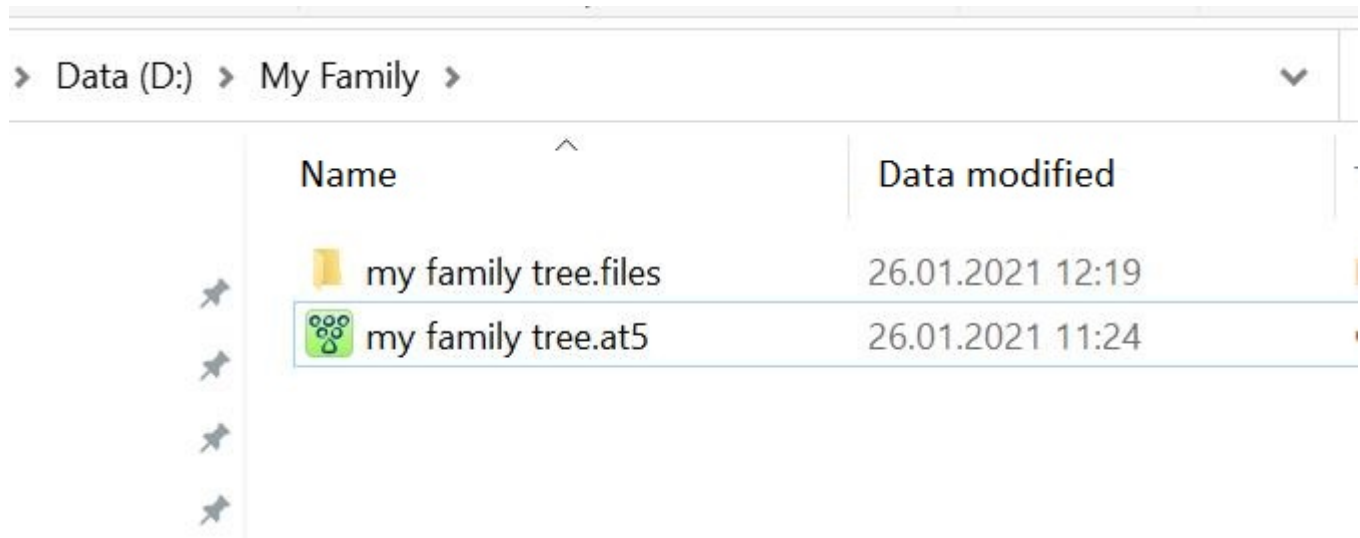 Data (D:) My Family
Name Data modified
my family tree.files 26.01.2021 12:19
my family tree.at5 26.01.2021 11:24